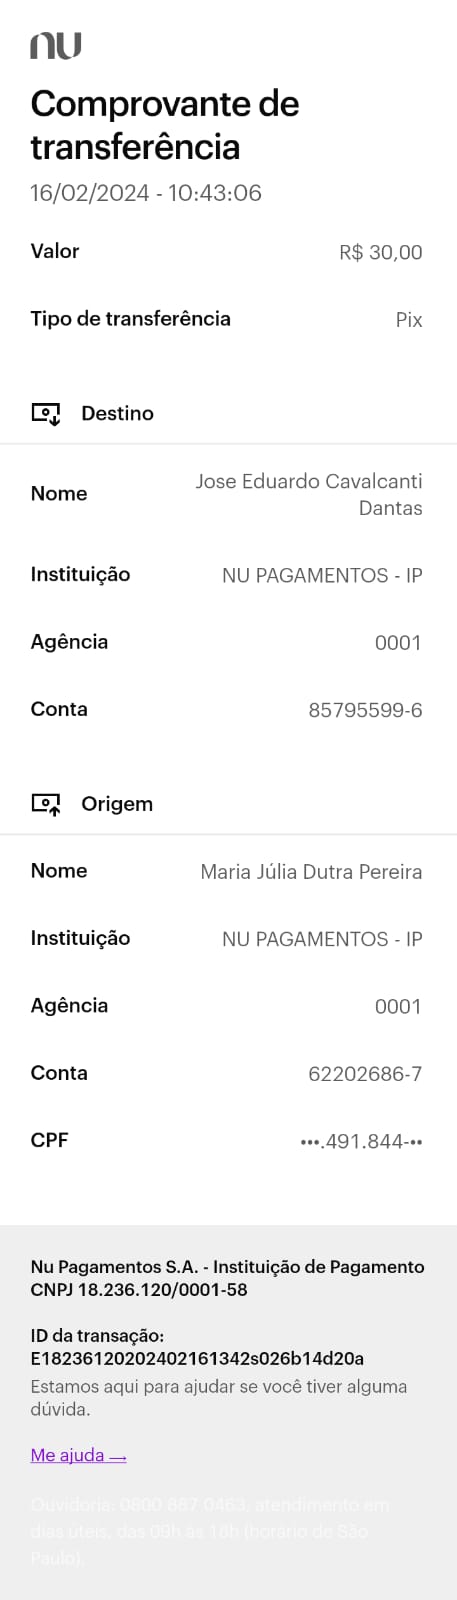 nu
Comprovante de
transferência
16/02/2024 - 10:43:06
Valor R$ 30,00
Tipo de transferência Pix
Destino
Nome Jose Eduardo Cavalcanti
Dantas
Instituição NU PAGAMENTOS - IP
Agência 0001
Conta 85795599-6
Origem
Nome Maria Júlia Dutra Pereira
Instituição NU PAGAMENTOS - IP
Agência 0001
Conta 62202686-7
CPF •••.491.844-••
Nu Pagamentos S.A. - Instituição de Pagamento
CNPJ 18.236.120/0001-58
ID da transação:
E18236120202402161342s026b14d20a
Estamos aqui para ajudar se você tiver alguma
dúvida.
Me ajuda →
Ouvidoria: 0800 887 0463, atendimento em
dias úteis, das 09h às 18h (horário de São
Paulo).